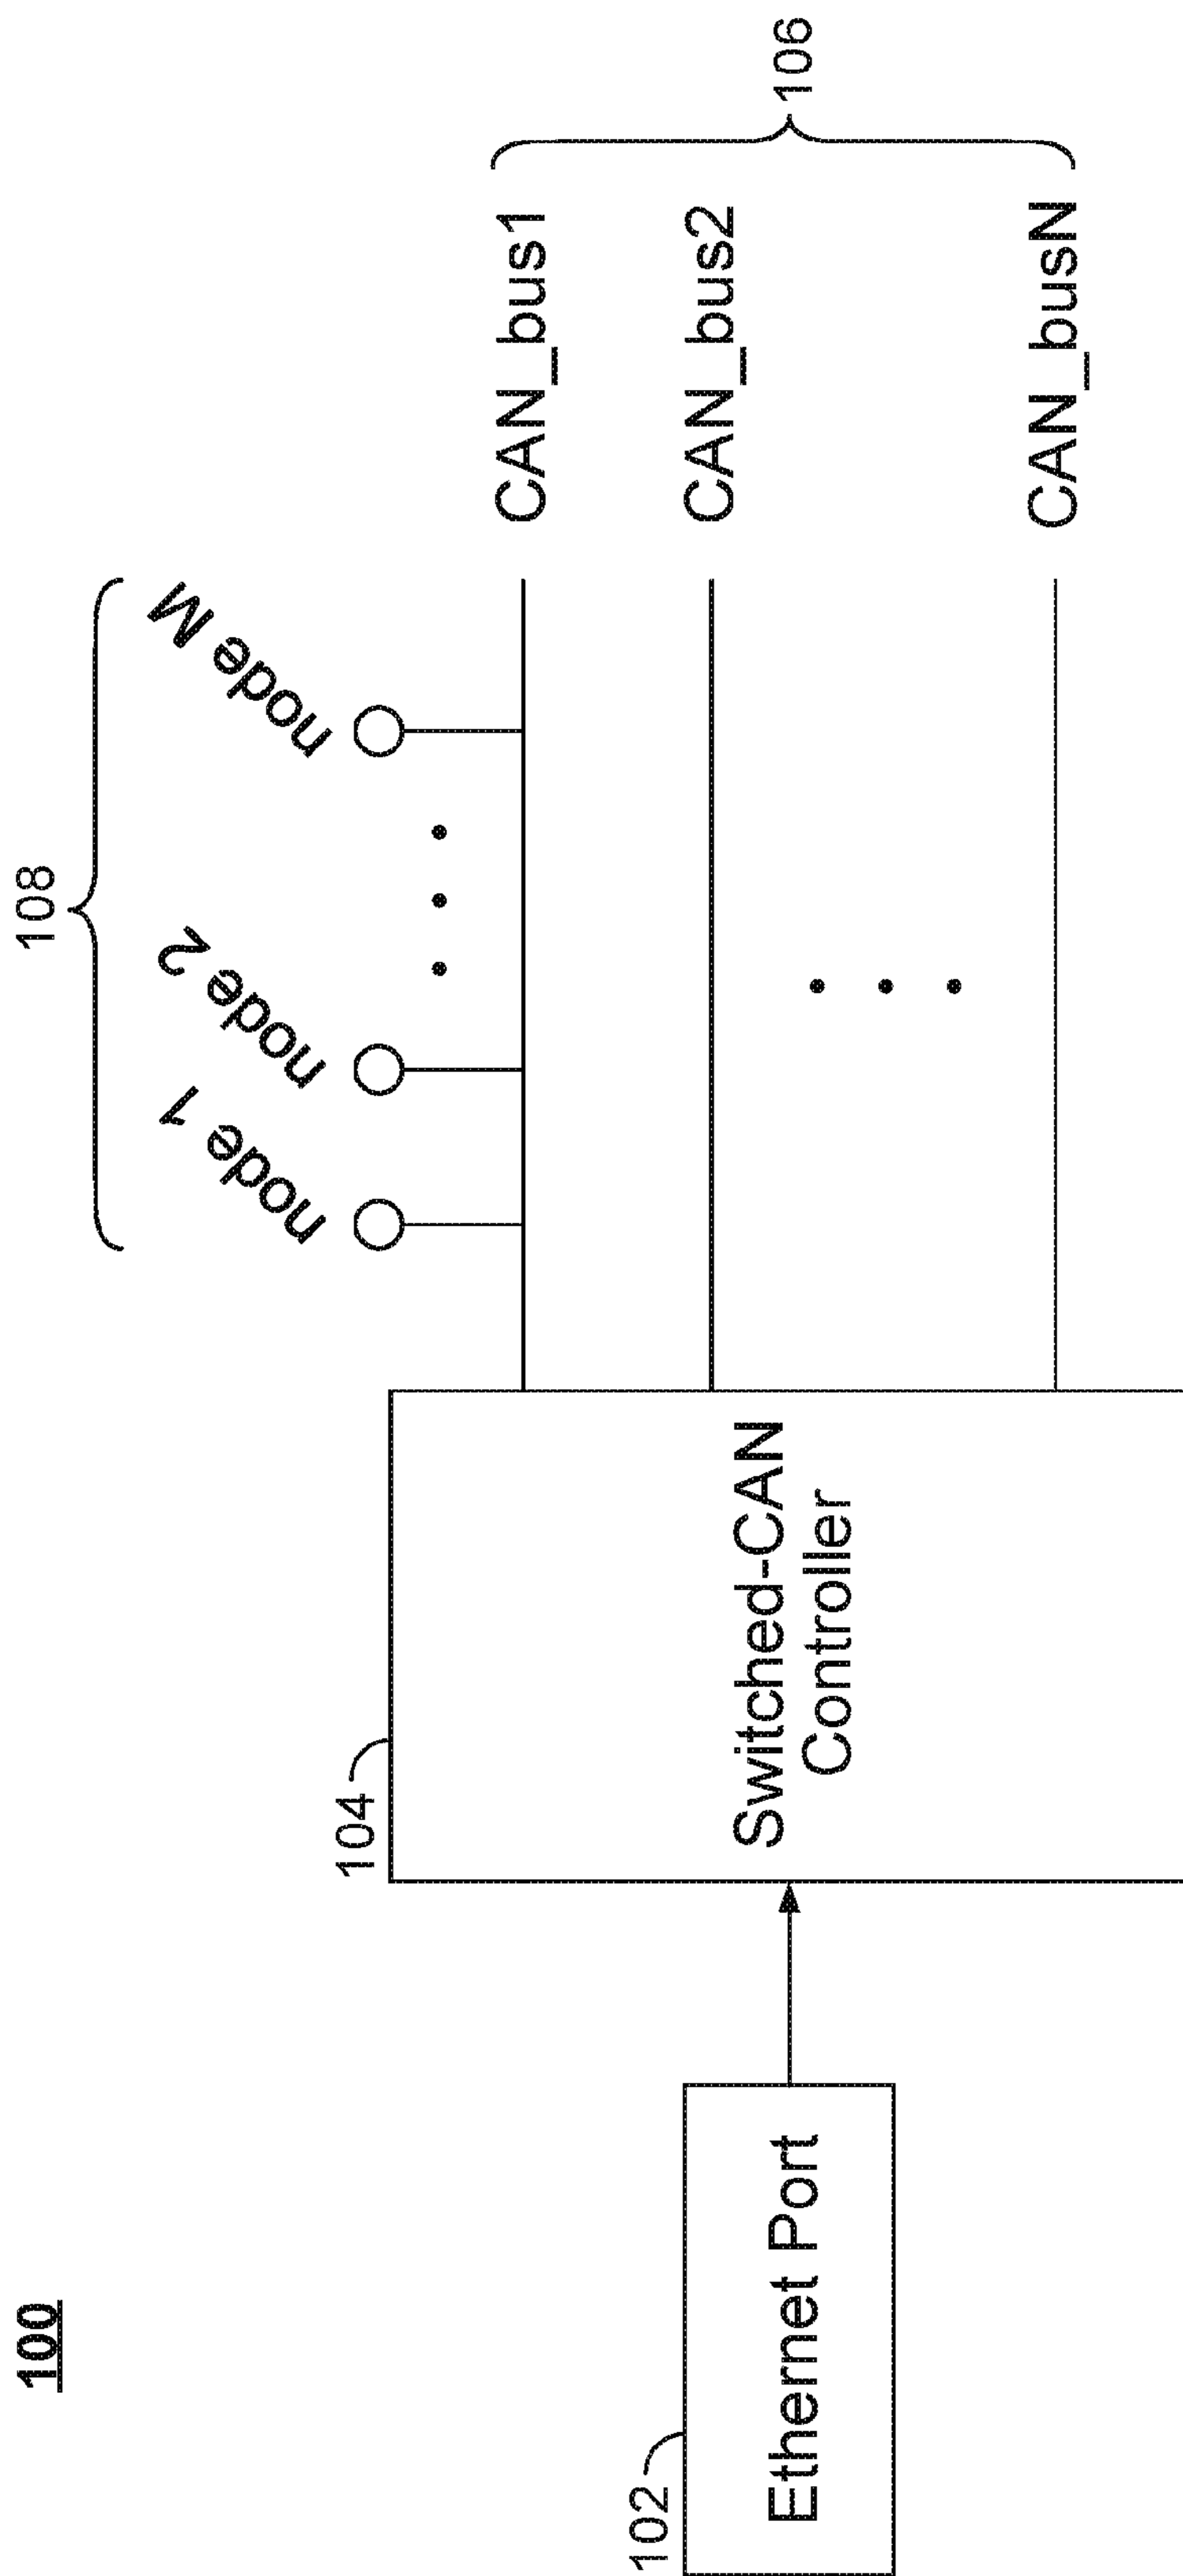 100
108
node 1
node 2
node M
106
CAN_bus1
CAN_bus2
CAN_busN
104
Switched-CAN
Controller
102
Ethernet Port